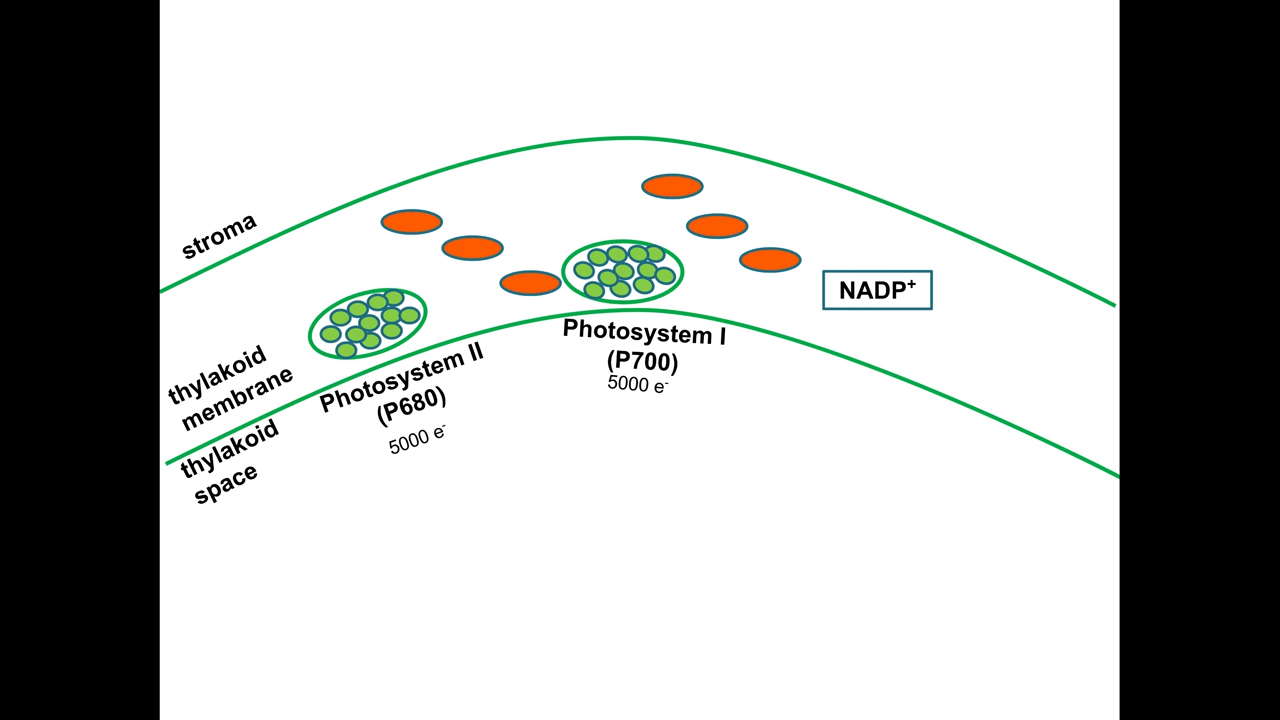 stroma
thylakoid
membrane
thylakoid
space
Photosystem II
(P680)
5000 e⁻
Photosystem I
(P700)
5000 e⁻
NADP⁺